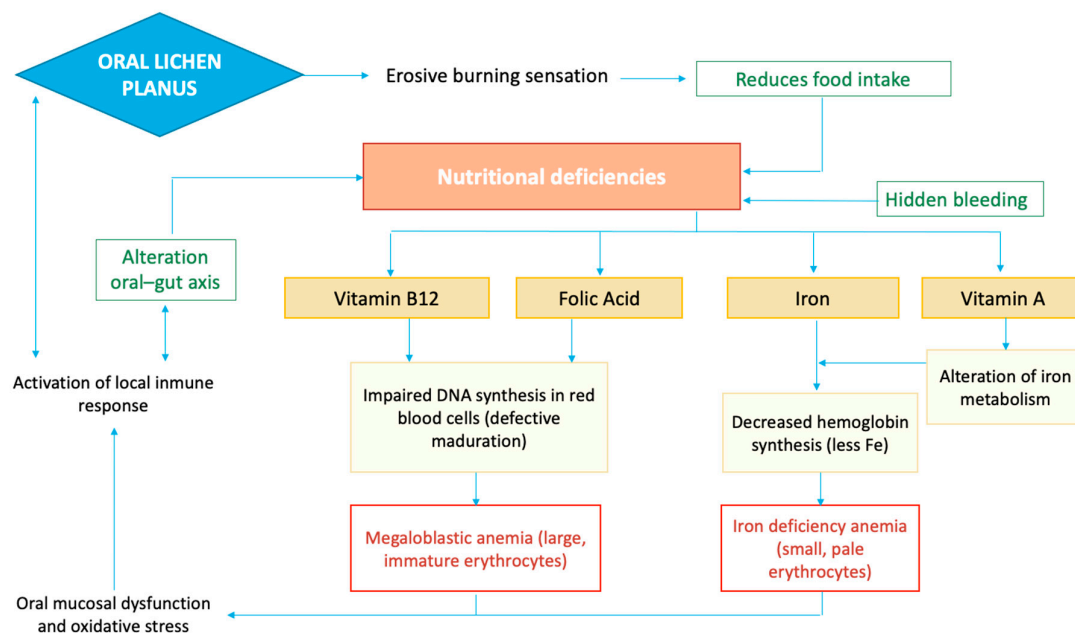 ORAL LICHEN
PLANUS
Erosive burning sensation
Reduces food intake
Nutritional deficiencies
Hidden bleeding
Alteration
oral–gut axis
Vitamin B12
Folic Acid
Iron
Vitamin A
Activation of local inmune
response
Impaired DNA synthesis in red
blood cells (defective
maduration)
Alteration of iron
metabolism
Decreased hemoglobin
synthesis (less Fe)
Megaloblastic anemia (large,
immature erythrocytes)
Iron deficiency anemia
(small, pale
erythrocytes)
Oral mucosal dysfunction
and oxidative stress